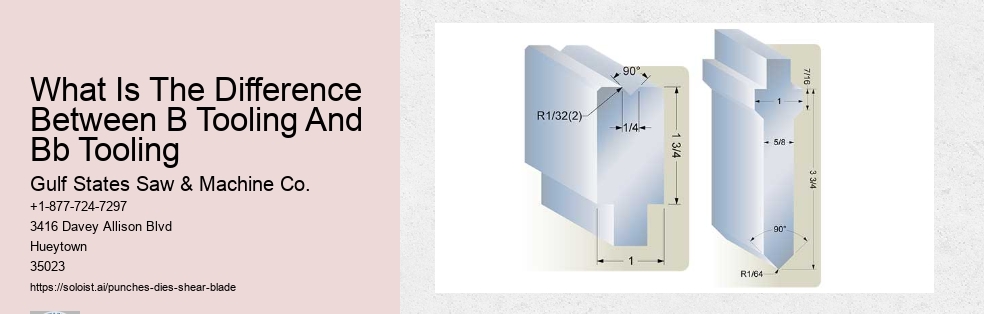 What Is The Difference
Between B Tooling And
Bb Tooling
Gulf States Saw & Machine Co.
+1-877-724-7297
3416 Davey Allison Blvd
Hueytown
35023
https://soloist.ai/punches-dies-shear-blade
90°
R1/32(2)
1/4
1 3/4
1
7/16
1
5/8
3 3/4
90°
R1/64